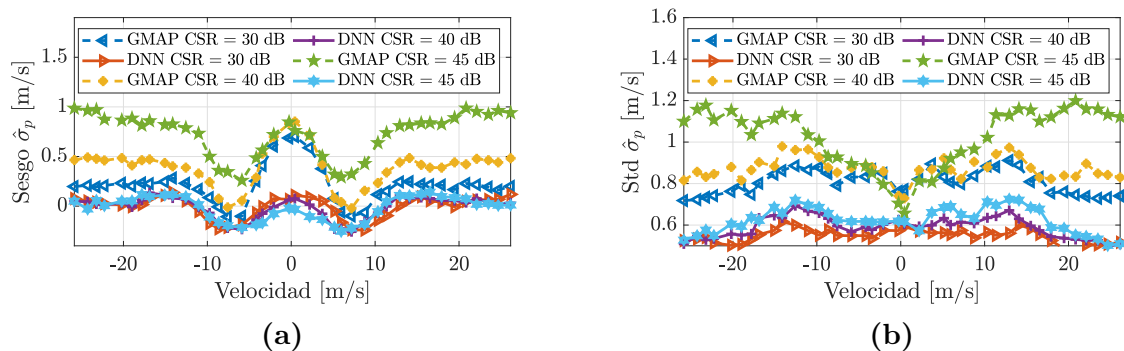 GMAP CSR = 30 dB
DNN CSR = 30 dB
GMAP CSR = 40 dB
DNN CSR = 40 dB
GMAP CSR = 45 dB
DNN CSR = 45 dB
Sesgo σ̂ₚ [m/s]
1.5
1
0.5
0
-20 -10 0 10 20
Velocidad [m/s]
(a)
GMAP CSR = 30 dB
DNN CSR = 30 dB
GMAP CSR = 40 dB
DNN CSR = 40 dB
GMAP CSR = 45 dB
DNN CSR = 45 dB
Std σ̂ₚ [m/s]
1.6
1.4
1.2
1
0.8
0.6
-20 -10 0 10 20
Velocidad [m/s]
(b)